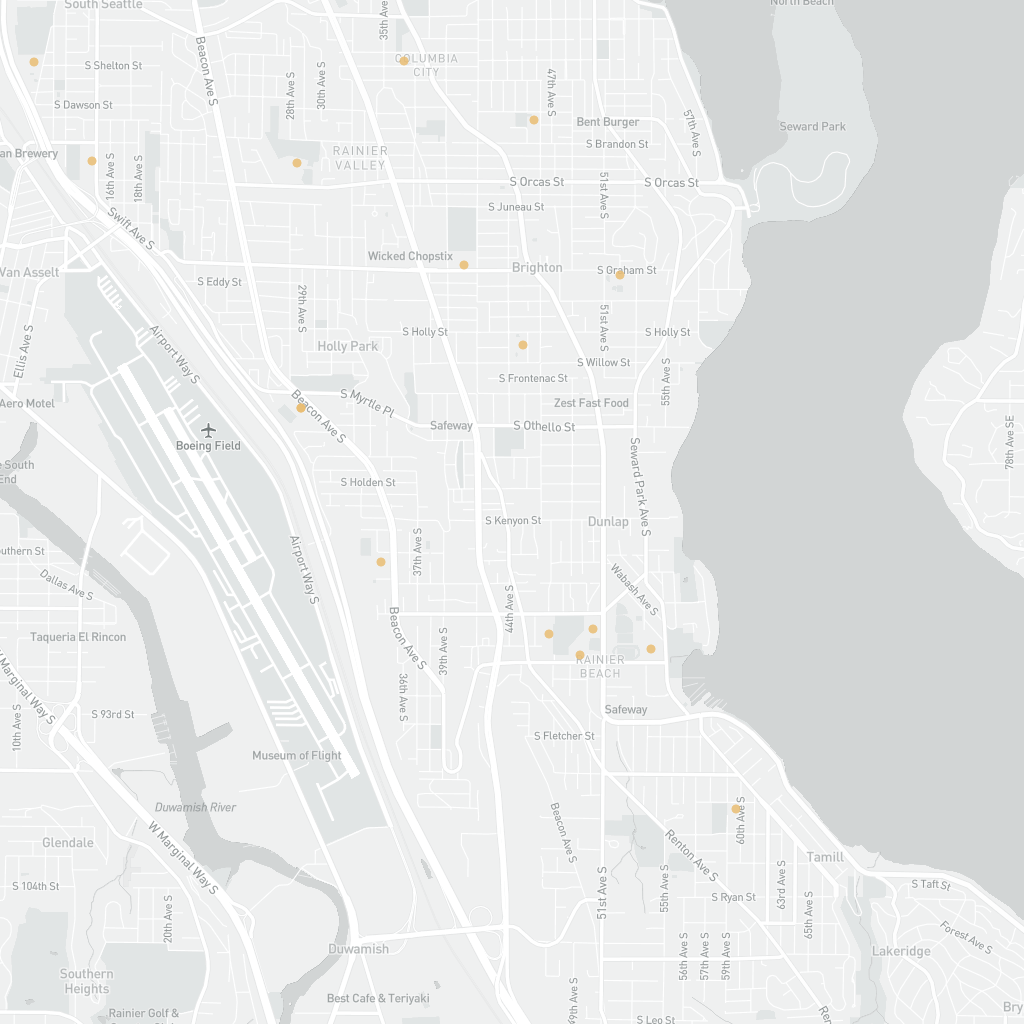 South Seattle
North Beach
35th Ave S
Beacon Ave S
S Shelton St
COLUMBIA
CITY
28th Ave S
30th Ave S
47th Ave S
S Dawson St
Bent Burger
57th Ave S
Seward Park
S Brandon St
an Brewery
RAINIER
VALLEY
16th Ave S
18th Ave S
S Orcas St
S Orcas St
51st Ave S
S Juneau St
Swift Ave S
Wicked Chopstix
Brighton
S Graham St
Van Asselt
S Eddy St
29th Ave S
S Holly St
51st Ave S
S Holly St
Ellis Ave S
Airport Way S
Holly Park
S Willow St
S Frontenac St
55th Ave S
S Myrtle Pl
Beacon Ave S
Aero Motel
Zest Fast Food
Safeway
S Othello St
Boeing Field
78th Ave SE
e South
End
S Holden St
Seward Park Ave S
S Kenyon St
Dunlap
outhern St
37th Ave S
Airport Way S
Dallas Ave S
Wabash Ave S
44th Ave S
Beacon Ave S
Taqueria El Rincon
39th Ave S
RAINIER
BEACH
W Marginal Way S
36th Ave S
10th Ave S
S 93rd St
Safeway
S Fletcher St
Museum of Flight
Duwamish River
Beacon Ave S
60th Ave S
Glendale
W Marginal Way S
Renton Ave S
Tamill
S 104th St
20th Ave S
51st Ave S
55th Ave S
S Ryan St
63rd Ave S
65th Ave S
S Taft St
Forest Ave S
Duwamish
56th Ave S
57th Ave S
59th Ave S
Lakeridge
Southern
Heights
Best Cafe & Teriyaki
49th Ave S
Rainier Golf &
S Leo St
Ren
Bry